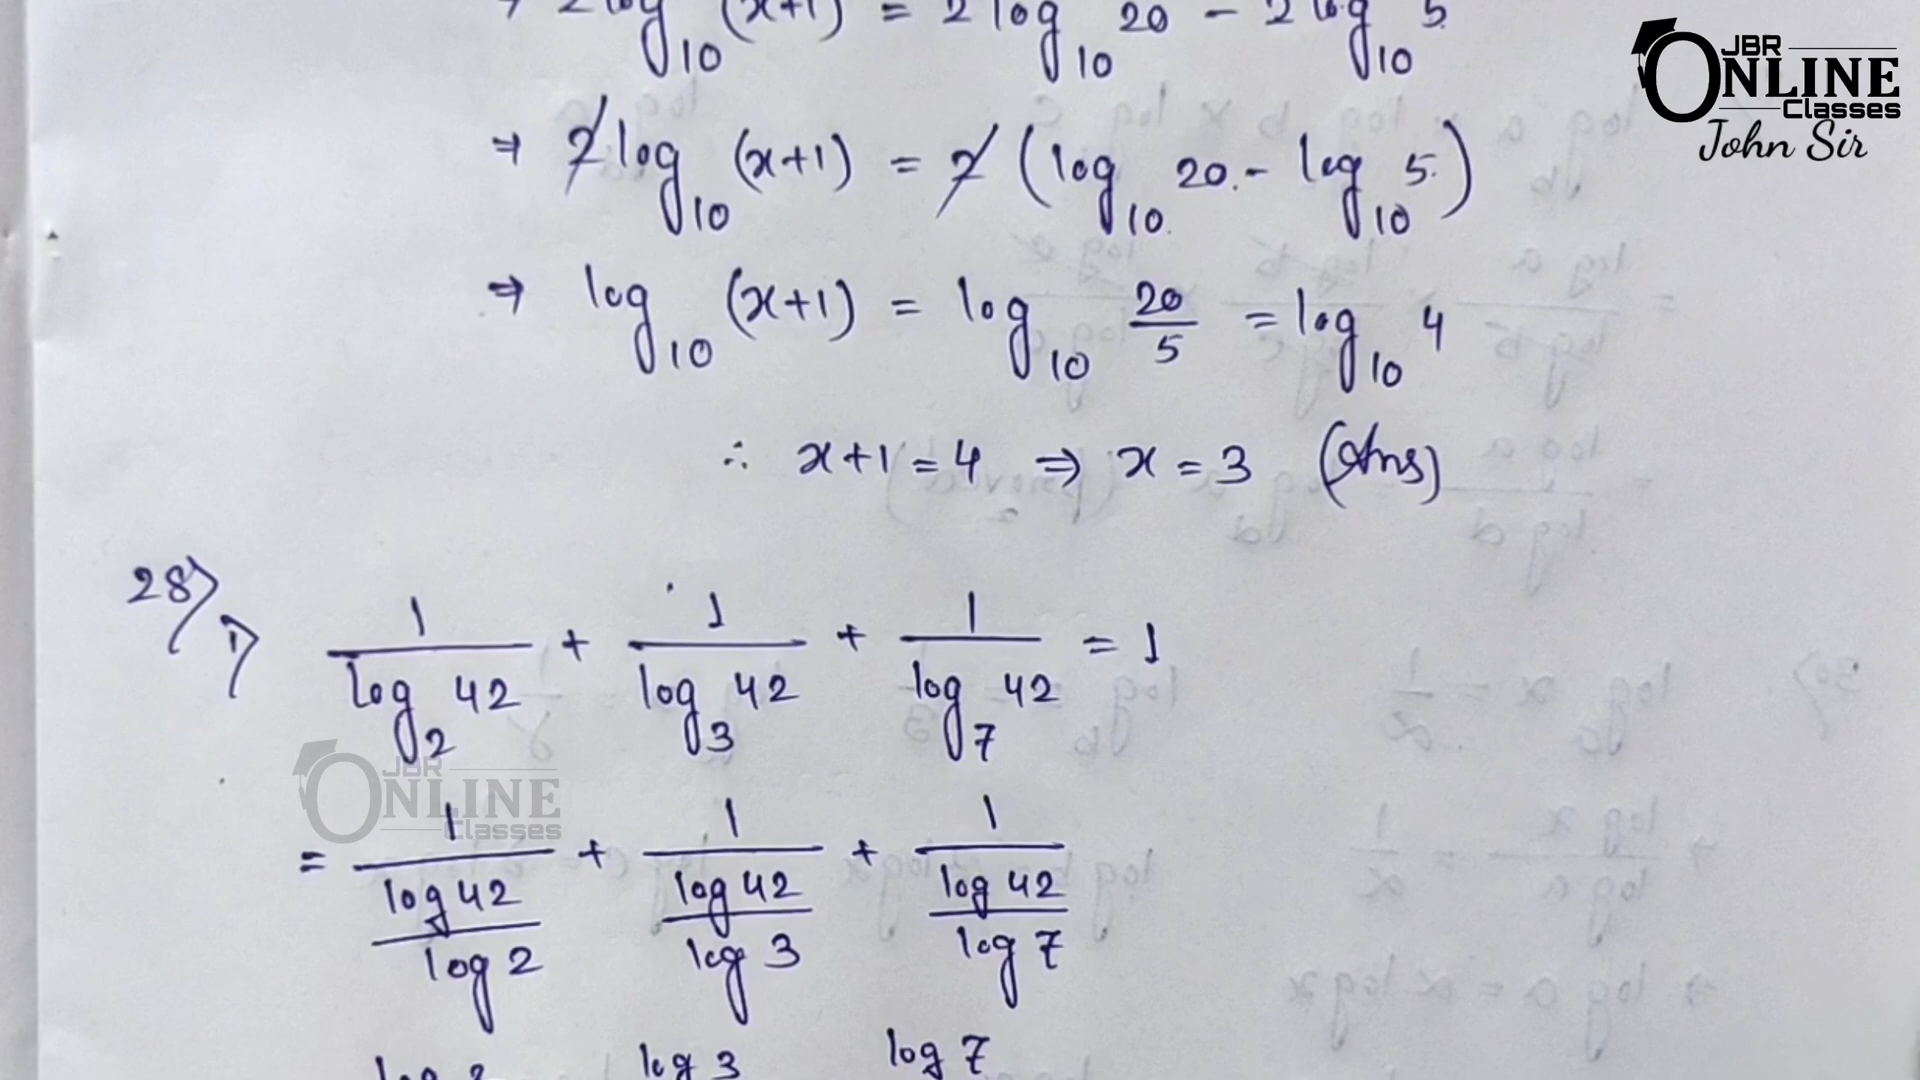 ⇒ 2 log₁₀ (x+1) = 2 log₁₀ 20 − 2 log₁₀ 5
⇒ 2 log₁₀ (x+1) = 2 (log₁₀ 20 − log₁₀ 5)
⇒ log₁₀ (x+1) = log₁₀ 20/5 = log₁₀ 4
∴ x+1 = 4 ⇒ x = 3 (Ans)
28) i) 1/log₂ 42 + 1/log₃ 42 + 1/log₇ 42 = 1
= 1/(log 42/log 2) + 1/(log 42/log 3) + 1/(log 42/log 7)
log 2 log 3 log 7
JBR
ONLINE
Classes
John Sir
JBR
ONLINE
Classes